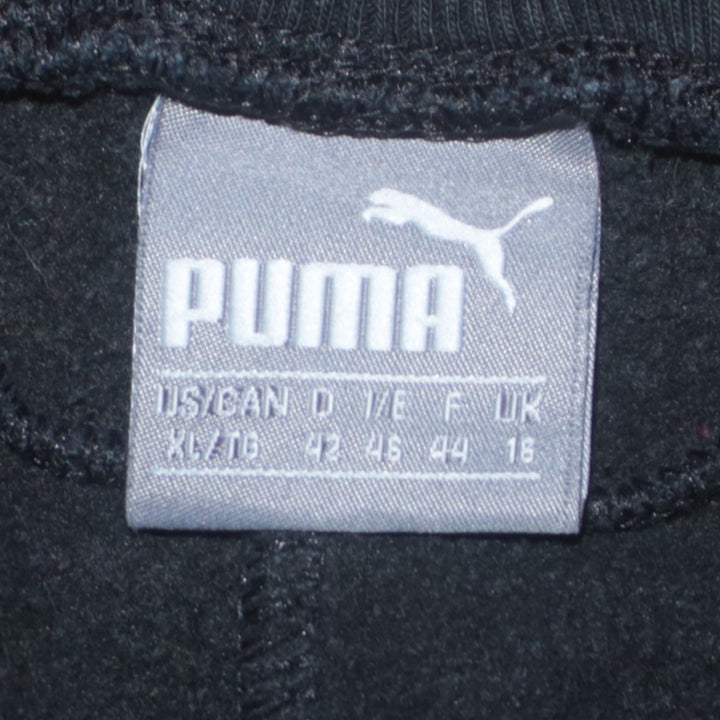 PUMA
US/CAN D I/E F UK
XL/TG 42 46 44 16